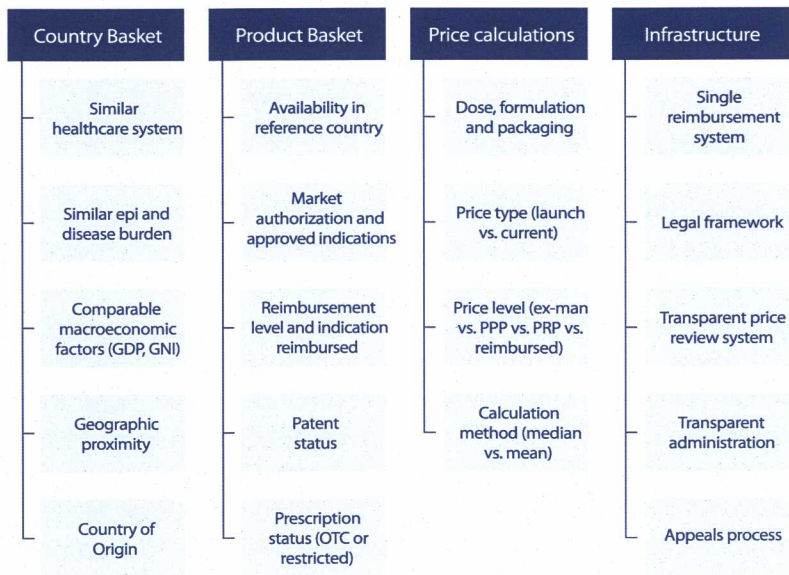 Country Basket
Similar
healthcare system
Similar epi and
disease burden
Comparable
macroeconomic
factors (GDP, GNI)
Geographic
proximity
Country of
Origin
Product Basket
Availability in
reference country
Market
authorization and
approved indications
Reimbursement
level and indication
reimbursed
Patent
status
Prescription
status (OTC or
restricted)
Price calculations
Dose, formulation
and packaging
Price type (launch
vs. current)
Price level (ex-man
vs. PPP vs. PRP vs.
reimbursed)
Calculation
method (median
vs. mean)
Infrastructure
Single
reimbursement
system
Legal framework
Transparent price
review system
Transparent
administration
Appeals process